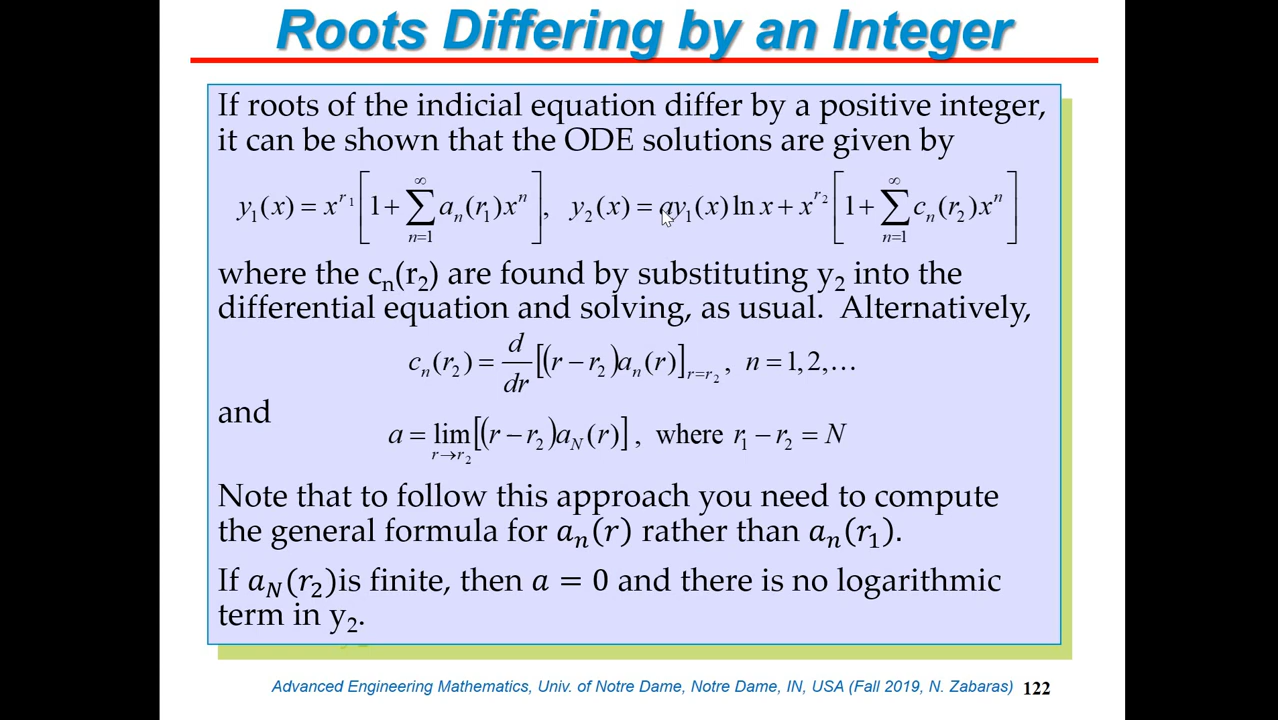 Roots Differing by an Integer
If roots of the indicial equation differ by a positive integer,
it can be shown that the ODE solutions are given by
y₁(x) = x^{r₁} [1 + ∑_{n=1}^{∞} aₙ(r₁)xⁿ], y₂(x) = ay₁(x) ln x + x^{r₂} [1 + ∑_{n=1}^{∞} cₙ(r₂)xⁿ]
where the cₙ(r₂) are found by substituting y₂ into the
differential equation and solving, as usual. Alternatively,
cₙ(r₂) = d/dr [(r − r₂)aₙ(r)]_{r=r₂}, n = 1, 2, …
and
a = lim_{r→r₂} [(r − r₂)a_N(r)], where r₁ − r₂ = N
Note that to follow this approach you need to compute
the general formula for aₙ(r) rather than aₙ(r₁).
If a_N(r₂)is finite, then a = 0 and there is no logarithmic
term in y₂.
Advanced Engineering Mathematics, Univ. of Notre Dame, Notre Dame, IN, USA (Fall 2019, N. Zabaras) 122